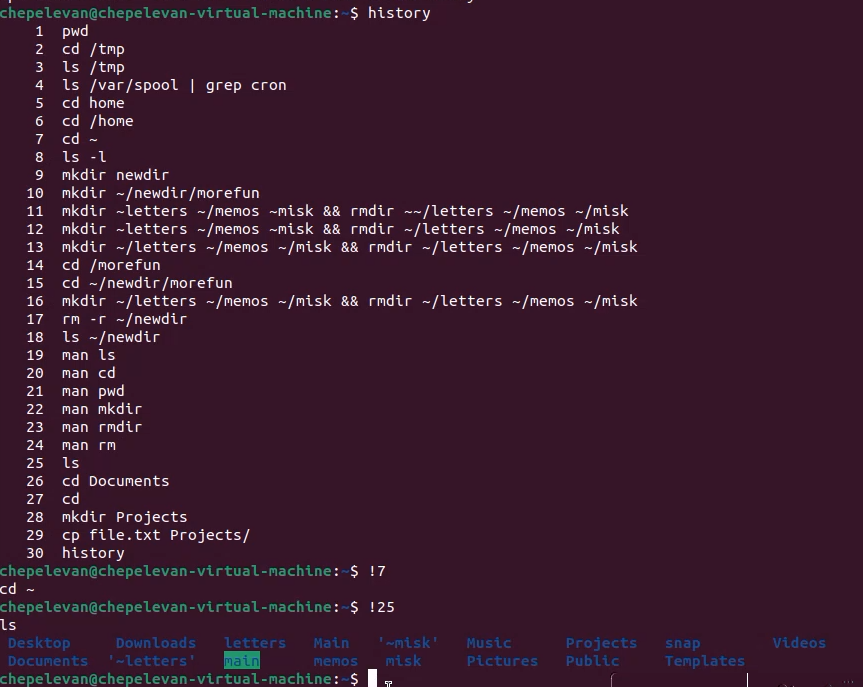 chepelevan@chepelevan-virtual-machine:~$ history
1 pwd
2 cd /tmp
3 ls /tmp
4 ls /var/spool | grep cron
5 cd home
6 cd /home
7 cd ~
8 ls -l
9 mkdir newdir
10 mkdir ~/newdir/morefun
11 mkdir ~letters ~/memos ~misk && rmdir ~~/letters ~/memos ~/misk
12 mkdir ~letters ~/memos ~misk && rmdir ~/letters ~/memos ~/misk
13 mkdir ~/letters ~/memos ~/misk && rmdir ~/letters ~/memos ~/misk
14 cd /morefun
15 cd ~/newdir/morefun
16 mkdir ~/letters ~/memos ~/misk && rmdir ~/letters ~/memos ~/misk
17 rm -r ~/newdir
18 ls ~/newdir
19 man ls
20 man cd
21 man pwd
22 man mkdir
23 man rmdir
24 man rm
25 ls
26 cd Documents
27 cd
28 mkdir Projects
29 cp file.txt Projects/
30 history
chepelevan@chepelevan-virtual-machine:~$ !7
cd ~
chepelevan@chepelevan-virtual-machine:~$ !25
ls
Desktop Downloads letters Main '~misk' Music Projects snap Videos
Documents '~letters' main memos misk Pictures Public Templates
chepelevan@chepelevan-virtual-machine:~$